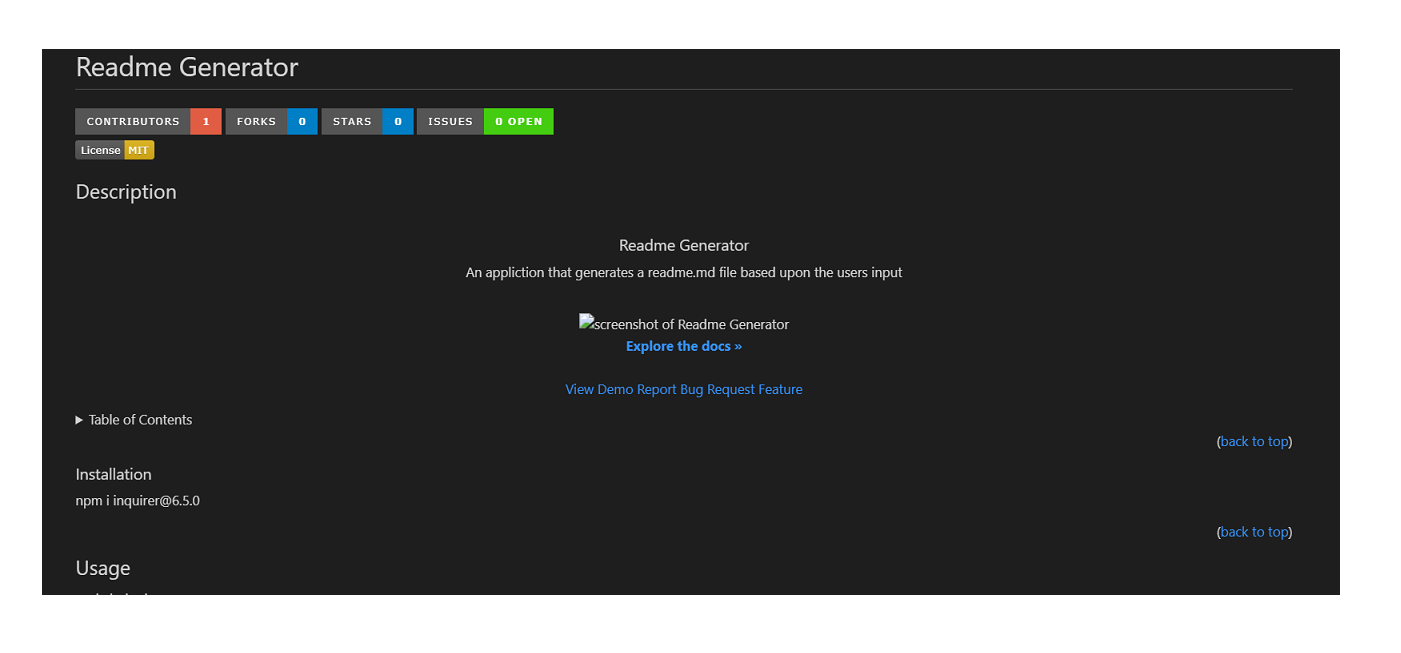 Readme Generator
CONTRIBUTORS 1 FORKS 0 STARS 0 ISSUES 0 OPEN
License MIT
Description
Readme Generator
An appliction that generates a readme.md file based upon the users input
screenshot of Readme Generator
Explore the docs »
View Demo Report Bug Request Feature
Table of Contents
(back to top)
Installation
npm i inquirer@6.5.0
(back to top)
Usage